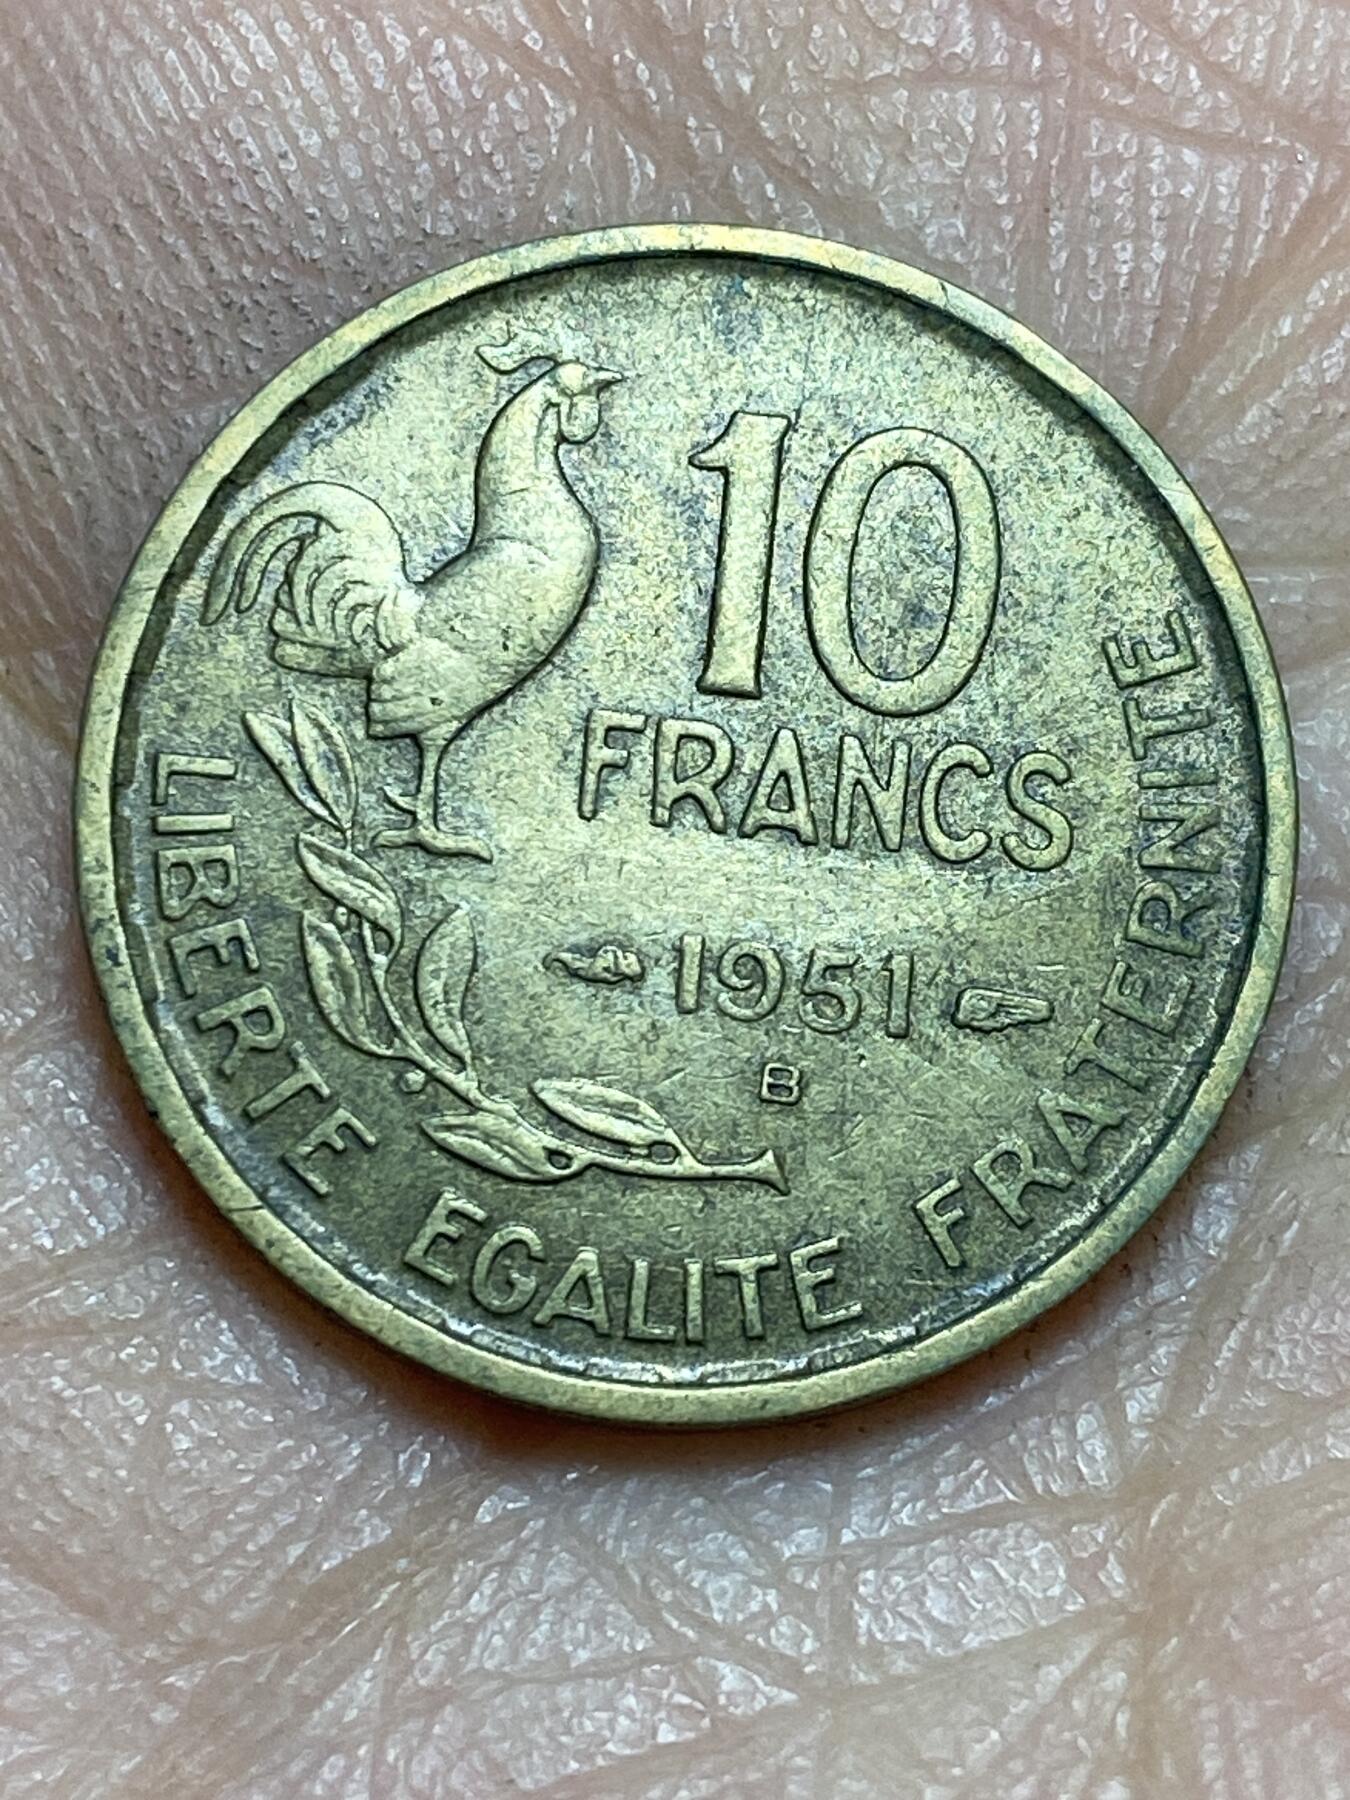 10
FRANCS
1951
B
LIBERTE EGALITE FRATERNITE